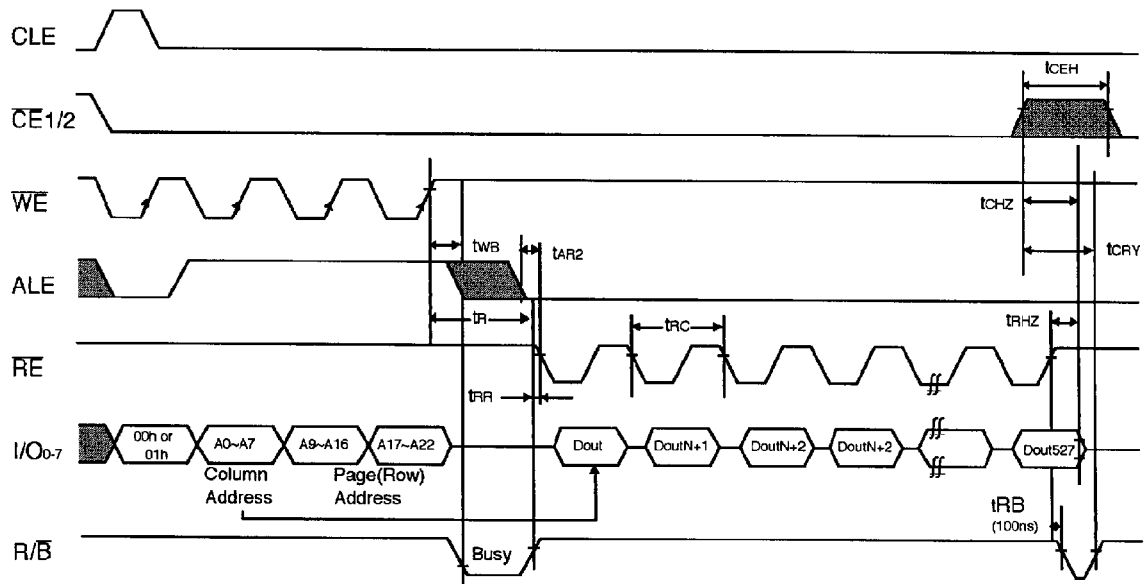 CLE
tCEH
CE1/2
WE
tCHZ
tWB
tAR2
tCRY
ALE
tR
tRC
tRHZ
RE
tRR
I/O0-7
00h or
01h
A0~A7
A9~A16
A17~A22
Dout
DoutN+1
DoutN+2
DoutN+2
Dout527
Column
Address
Page(Row)
Address
tRB
(100ns)
R/B
Busy